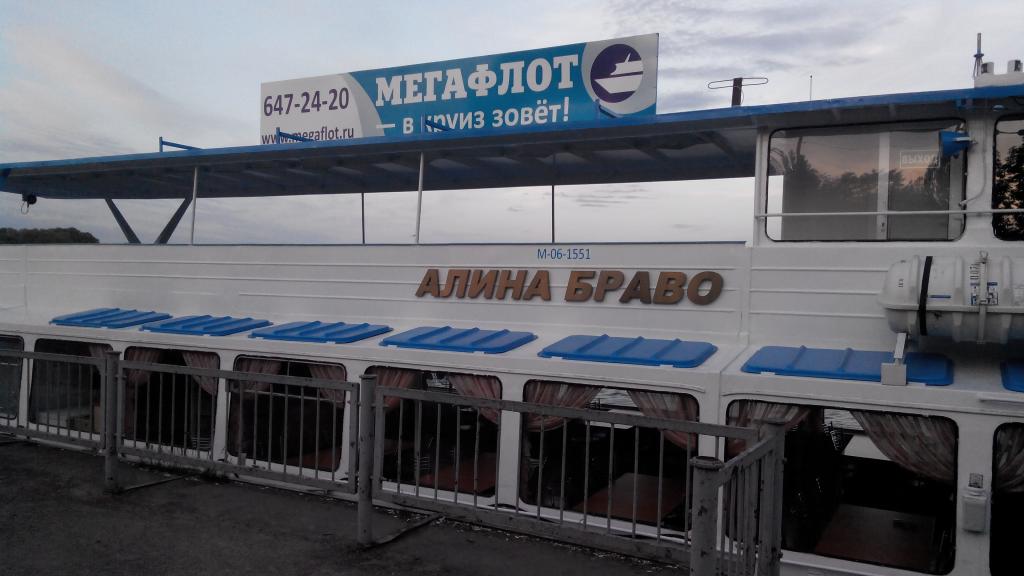 647-24-20
www.megaflot.ru
МЕГАФЛОТ
— в круиз зовёт!
М-06-1551
АЛИНА БРАВО